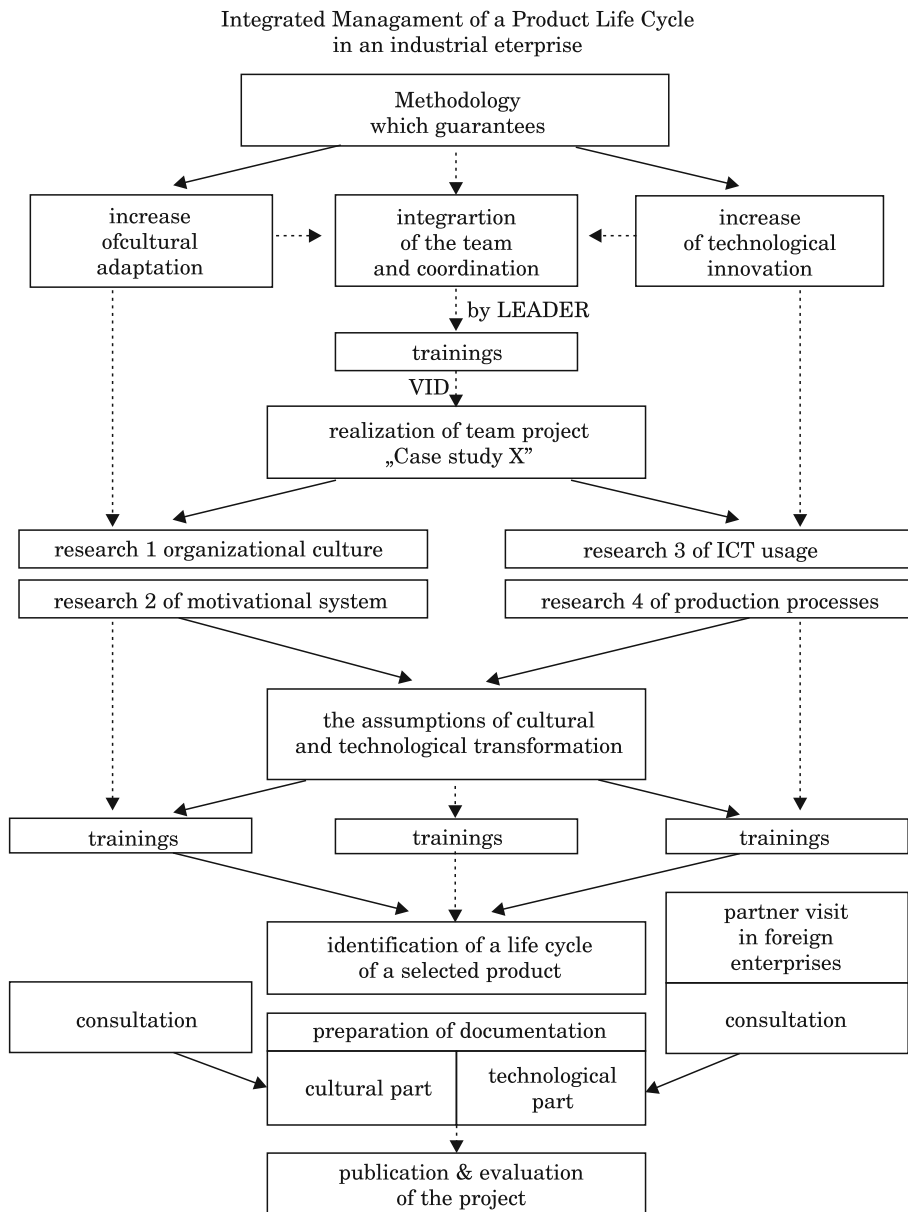 Integrated Managament of a Product Life Cycle
in an industrial eterprise
Methodology
which guarantees
increase
ofcultural
adaptation
integrartion
of the team
and coordination
increase
of technological
innovation
by LEADER
trainings
VID
realization of team project
„Case study X”
research 1 organizational culture
research 3 of ICT usage
research 2 of motivational system
research 4 of production processes
the assumptions of cultural
and technological transformation
trainings
trainings
trainings
identification of a life cycle
of a selected product
partner visit
in foreign
enterprises
consultation
consultation
preparation of documentation
cultural part
technological
part
publication & evaluation
of the project